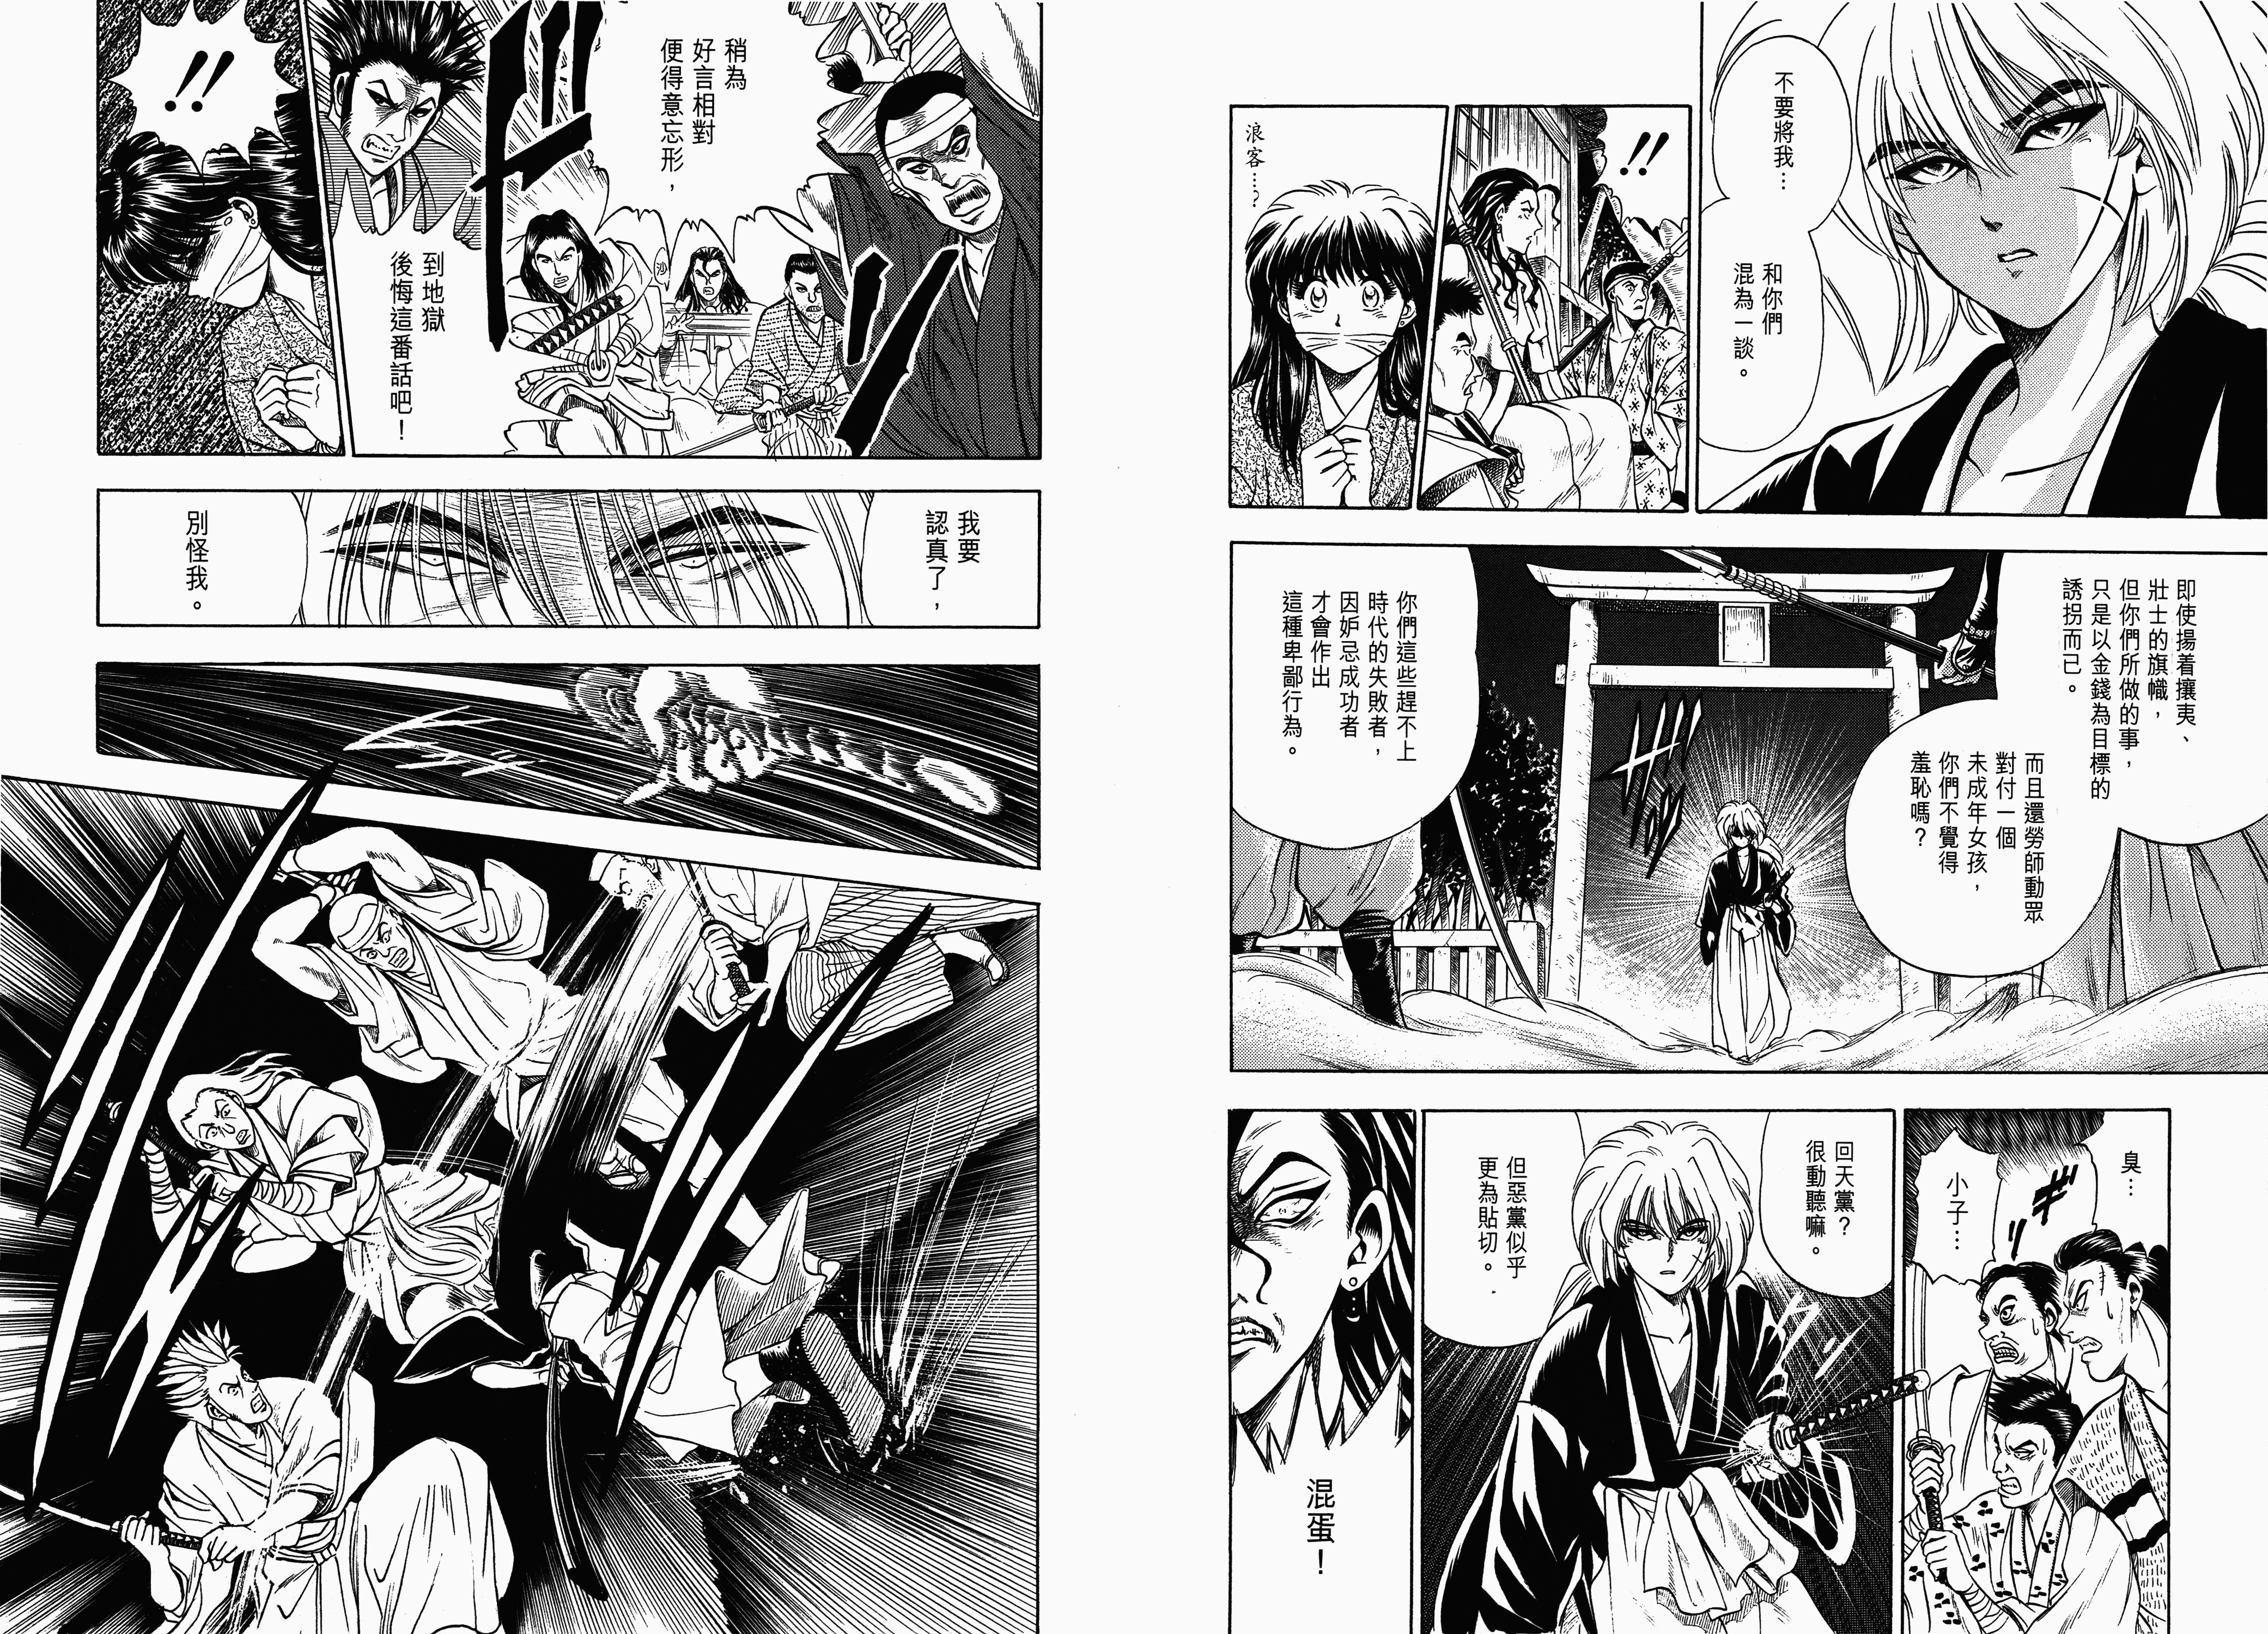 不要將我…
和你們
混為一談。
!!
浪客…?
即使揚着攘夷、
壯士的旗幟，
但你們所做的事，
只是以金錢為目標的
誘拐而已。
而且還勞師動眾
對付一個
未成年女孩，
你們不覺得
羞恥嗎？
你們這些趕不上
時代的失敗者，
因妒忌成功者
才會作出
這種卑鄙行為。
臭…
小子…
回天黨？
很動聽嘛。
但惡黨似乎
更為貼切。
混蛋！
稍為
好言相對
便得意忘形，
到地獄
後悔這番話吧！
!!
我要
認真了，
別怪我。